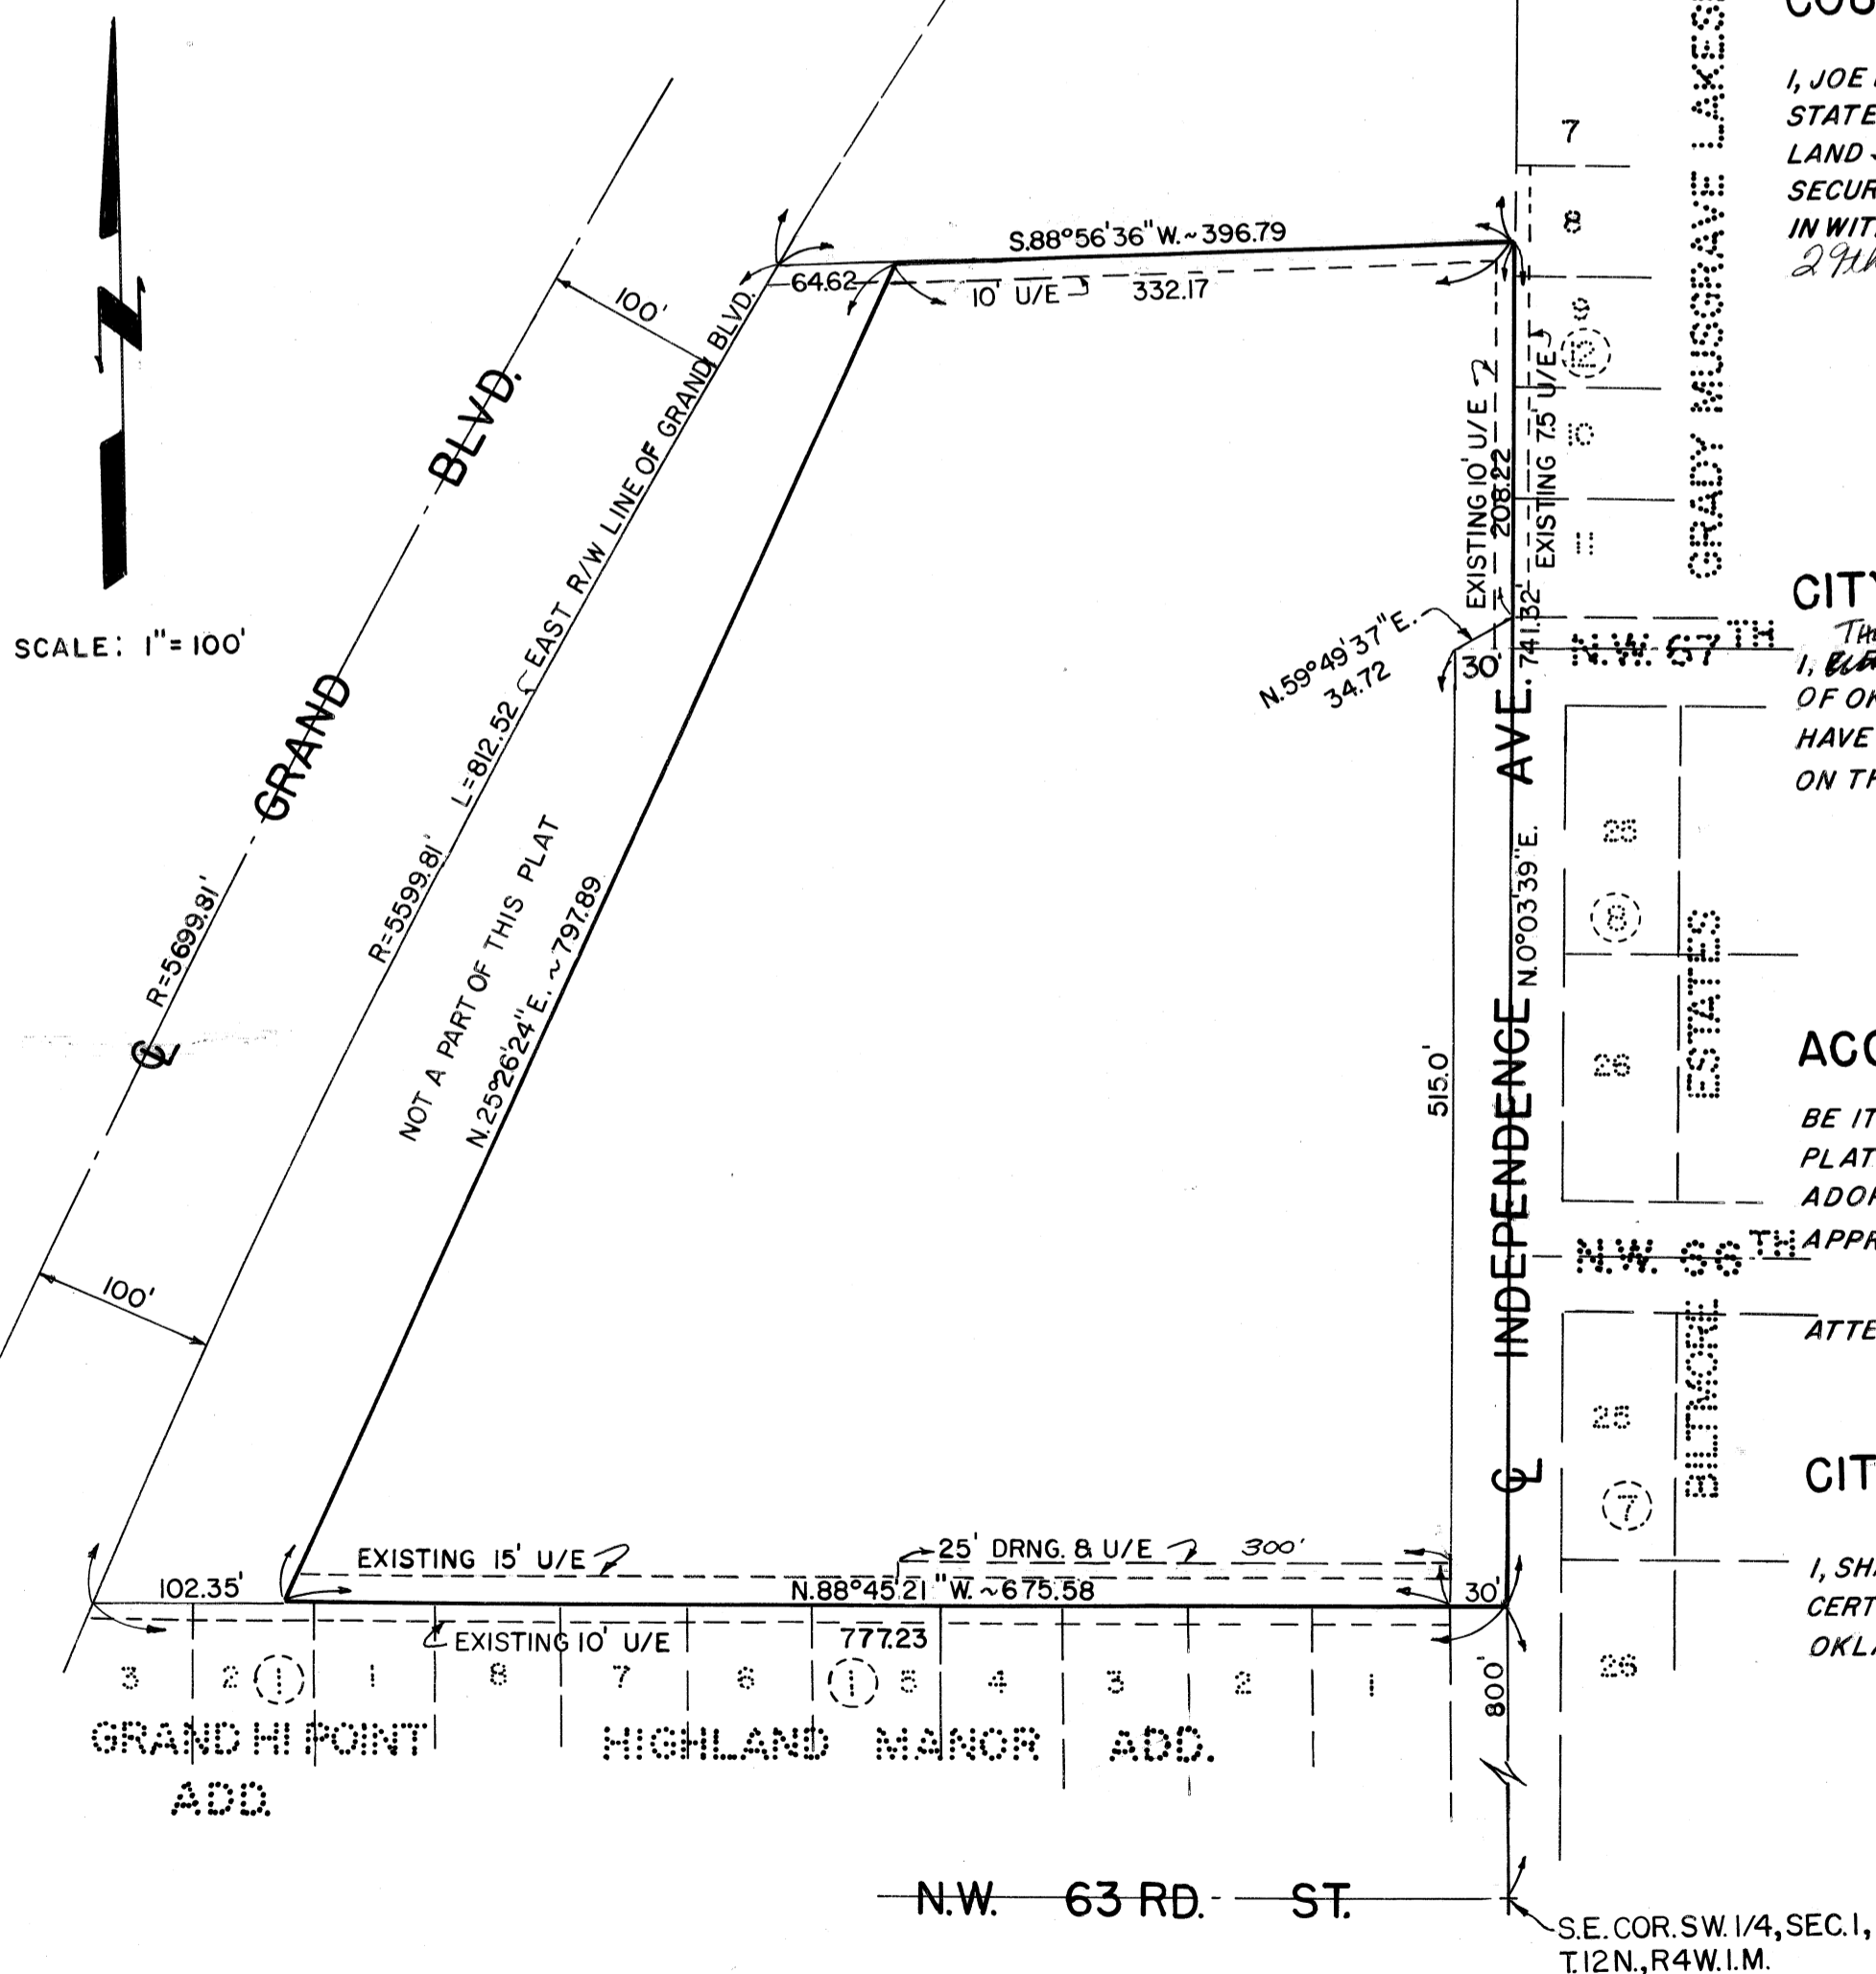 COU
GRADY MUSGRAVE LAKES
I, JOE
STATE
LAND
SECUR
IN WIT
29th
7
8
9
12
10
11
S.88°56'36"W.~396.79
64.62
10' U/E
332.17
100'
BLVD.
GRAND
EAST R/W LINE OF GRAND BLVD.
L=812.52
R=5599.81'
R=5699.81'
℄
NOT A PART OF THIS PLAT
N.25°26'24"E.~797.89
SCALE: 1"=100'
EXISTING 10' U/E
208.22
EXISTING 7.5' U/E
741.32'
N.59°49'37"E.
34.72
30'
N.W. 67TH
CITY
I,
OF OK
HAVE
ON TH
INDEPENDENCE AVE.
N.0°03'39"E.
515.0'
25
8
26
ESTATES
ACC
BE IT
PLAT
ADOP
APPR
N.W. 66TH
ATTE
100'
BILTMORE
25
7
26
℄
CIT
I, SHA
CERT
OKLA
EXISTING 15' U/E
25' DRNG. & U/E
300'
102.35'
N.88°45'.21"W.~675.58
30'
EXISTING 10' U/E
777.23
3
2
1
1
8
7
6
1
5
4
3
2
1
800'
GRAND HI POINT
ADD.
HIGHLAND MANOR ADD.
N.W. 63 RD. ST.
S.E. COR. SW. 1/4, SEC. 1,
T.12N., R4W. I.M.